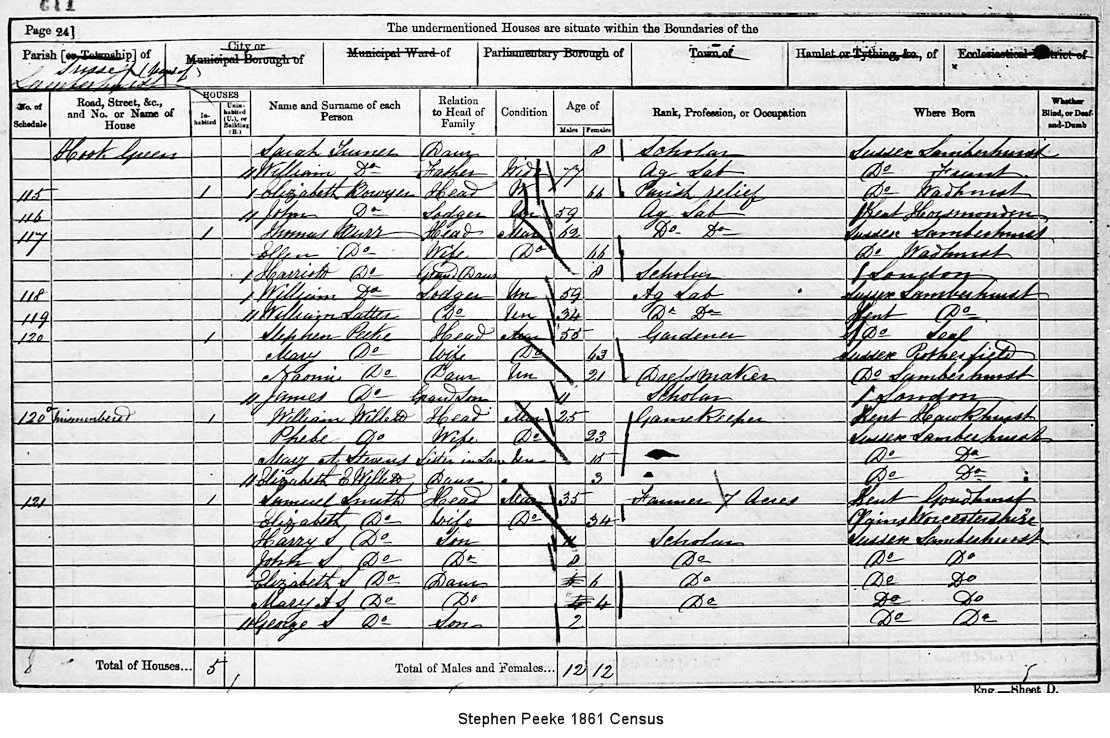 Page 24] The undermentioned Houses are situate within the Boundaries of the
Parish [or Township] of City or Municipal Borough of Municipal Ward of Parliamentary Borough of Town of Hamlet or Tything, &c., of Ecclesiastical District of
Sussex (Part of)
Lamberhurst
No. of Schedule Road, Street, &c., and No. or Name of House HOUSES Inhabited Uninhabited (U.), or Building (B.) Name and Surname of each Person Relation to Head of Family Condition Age of Males Females Rank, Profession, or Occupation Where Born Whether Blind, or Deaf-and-Dumb
Hook Green Sarah Daur 8 Scholar Sussex Lamberhurst
William Do Father Widr 77 Ag Lab Do Frant
115 1 Elizabeth Head 66 Parish relief Do Wadhurst
116 John Do Lodger Un 59 Ag Lab Kent Horsmonden
117 1 Thomas Head Mar 62 Do Do Sussex Lamberhurst
Ellen Do Wife Do 66 Do Wadhurst
Harriott Do Grand Daur 8 Scholar London
118 William Do Lodger Un 59 Ag Lab Sussex Lamberhurst
119 William Do Un 34 Do Do Kent Do
120 1 Stephen Peeke Head Mar 55 Gardener Do Seal
Mary Do Wife Do 63 Sussex Rotherfield
Naomi Do Daur Un 21 Do Lamberhurst
James Do Grand Son 4 Scholar London
120a Unnumbered 1 William Willett Head Mar 25 Gamekeeper Kent Hawkhurst
Phebe Do Wife Do 23 Sussex Lamberhurst
Mary A Stevens Sister in Law Un 15 Do Do
Elizabeth E Willett Daur 3 Do Do
121 1 Samuel Smith Head Mar 35 Farmer 7 Acres Kent Goudhurst
Elizabeth Do Wife Do 34 Worcestershire
Harry S Do Son Scholar Sussex Lamberhurst
John S Do Do 8 Do Do Do
Elizabeth S Do Daur 6 Do Do Do
Mary A S Do Do 4 Do Do Do
George S Do Son 2 Do Do
8 Total of Houses... 5 Total of Males and Females... 12 12
Eng.—Sheet D.
Stephen Peeke 1861 Census